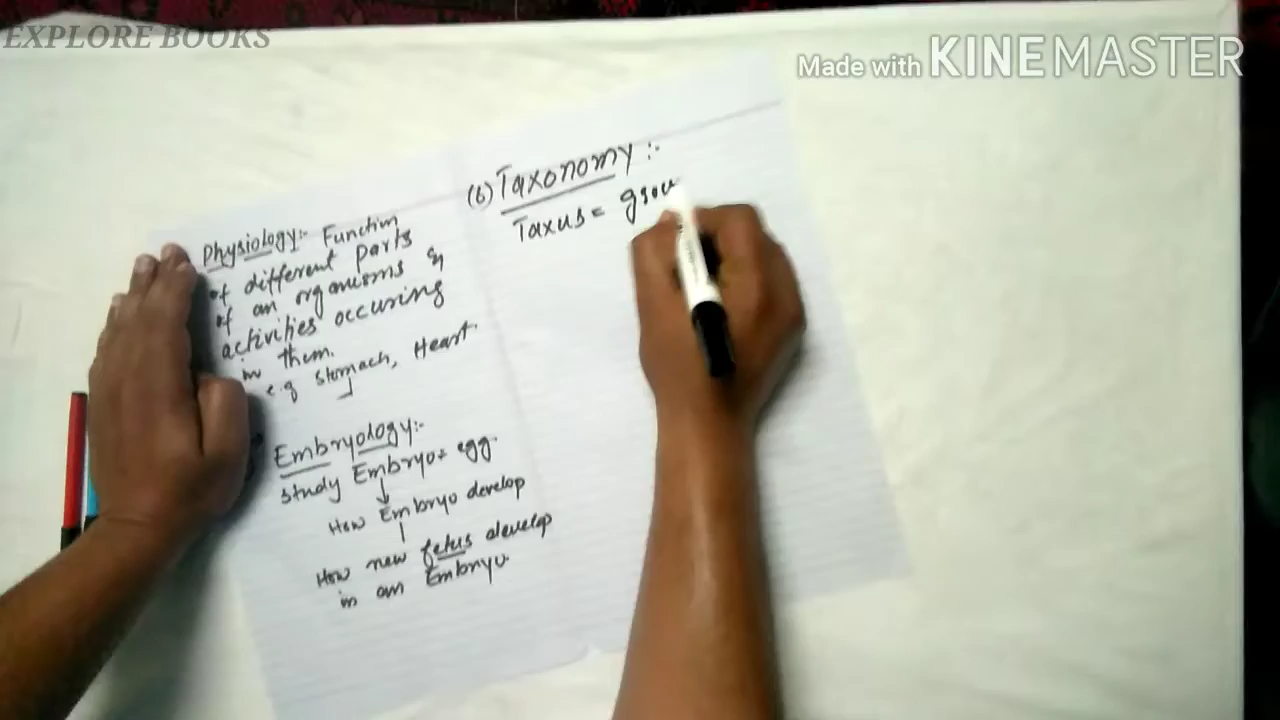 EXPLORE BOOKS
Made with KINEMASTER
Physiology:- Function
of different parts
of an organisms &
activities occuring
in them.
e.g stomach, Heart.
Embryology:-
study Embryo = egg.
How Embryo develop
How new fetus develop
in an Embryo.
(6) Taxonomy :-
Taxus = grou